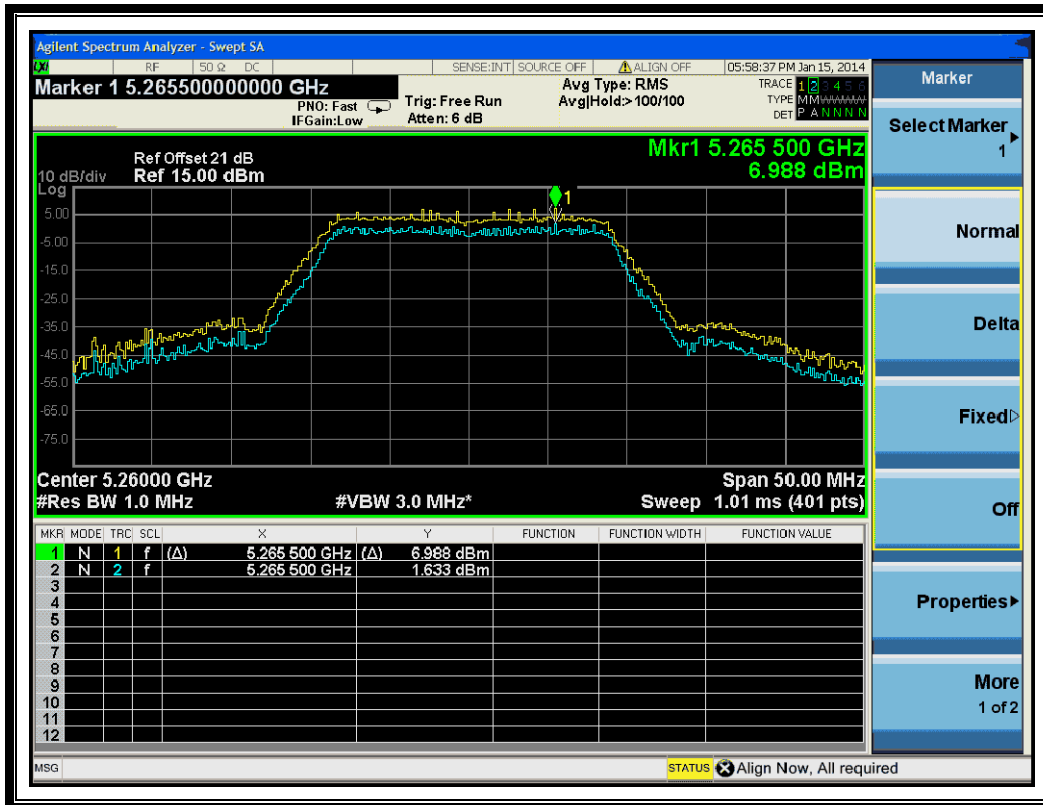 Agilent Spectrum Analyzer - Swept SA
LXI RF 50 Ω DC SENSE:INT SOURCE OFF ALIGN OFF 05:58:37 PM Jan 15, 2014
Marker 1 5.265500000000 GHz
PNO: Fast
IFGain:Low
Trig: Free Run
Atten: 6 dB
Avg Type: RMS
Avg|Hold:>100/100
TRACE 1 2 3 4 5 6
TYPE M M W W W W
DET P A N N N N
Mkr1 5.265 500 GHz
6.988 dBm
Ref Offset 21 dB
10 dB/div Ref 15.00 dBm
Log
1
5.00
-5.00
-15.0
-25.0
-35.0
-45.0
-55.0
-65.0
-75.0
Center 5.26000 GHz Span 50.00 MHz
#Res BW 1.0 MHz #VBW 3.0 MHz* Sweep 1.01 ms (401 pts)
MKR MODE TRC SCL X Y FUNCTION FUNCTION WIDTH FUNCTION VALUE
1 N 1 f (Δ) 5.265 500 GHz (Δ) 6.988 dBm
2 N 2 f 5.265 500 GHz 1.633 dBm
3
4
5
6
7
8
9
10
11
12
MSG STATUS Align Now, All required
Marker
Select Marker
1
Normal
Delta
Fixed
Off
Properties
More
1 of 2